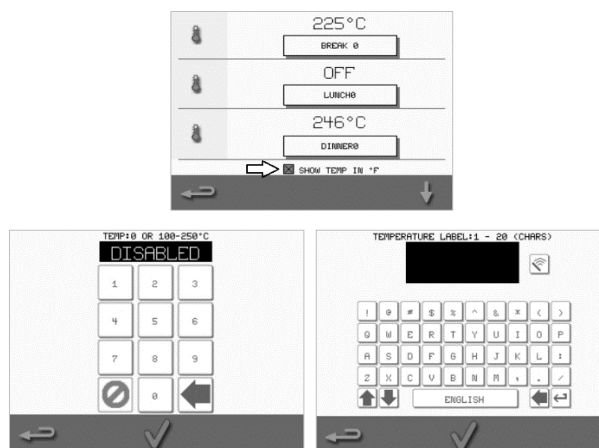 225°C
BREAK 0
OFF
LUNCH0
246°C
DINNER0
SHOW TEMP IN °F
TEMP:0 OR 100-250°C
DISABLED
1 2 3
4 5 6
7 8 9
0
TEMPERATURE LABEL:1 - 20 (CHARS)
! @ # $ % ^ & * ( )
Q W E R T Y U I O P
A S D F G H J K L :
Z X C V B N M , . /
ENGLISH